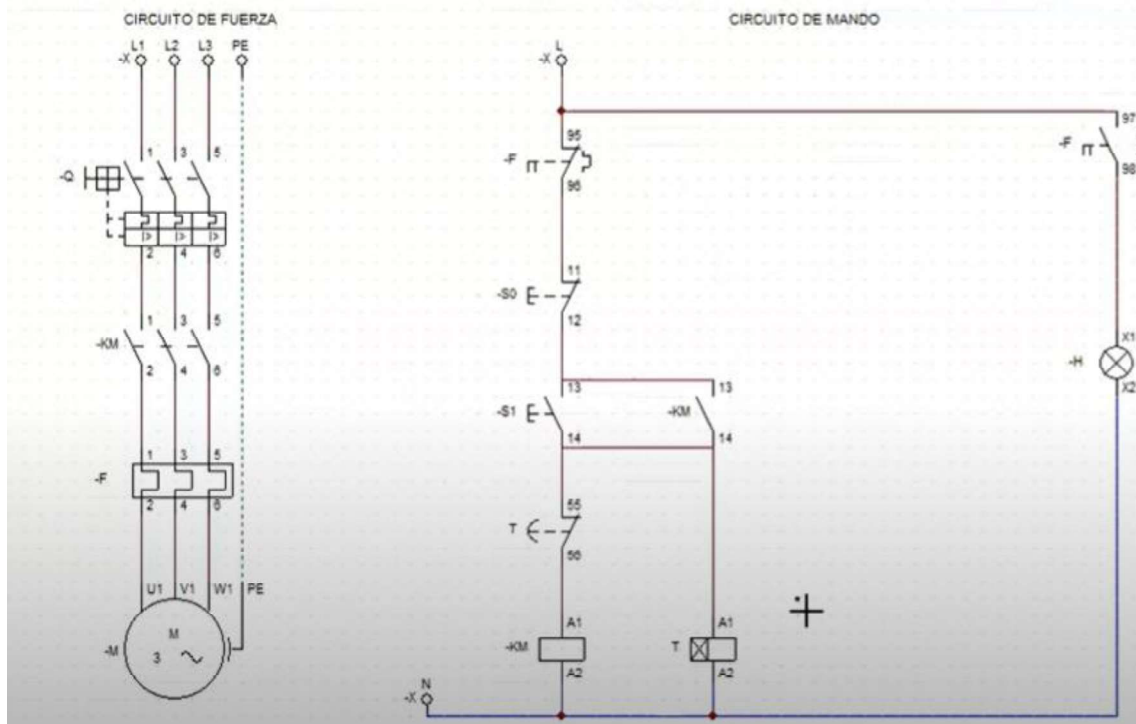 CIRCUITO DE FUERZA
CIRCUITO DE MANDO
-X L1 L2 L3 PE
-X L
97
95
-F
96
-F
98
1 3 5
-Q
I> I> I>
2 4 6
11
-S0
12
1 3 5
-KM
2 4 6
X1
-H
X2
13 13
-S1 -KM
14 14
1 3 5
-F
2 4 6
55
T
56
U1 V1 W1 PE
M
3
-M
A1 A1
-KM T
A2 A2
-X N